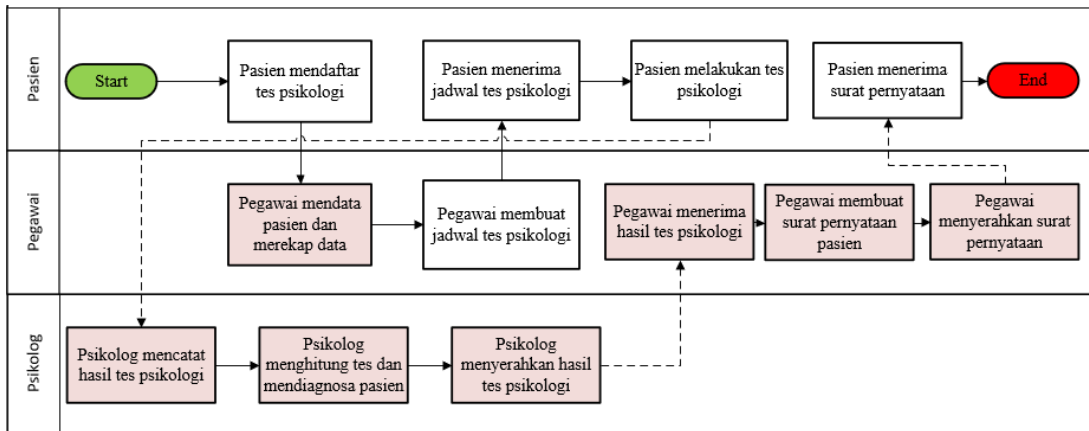 Pasien
Start
Pasien mendaftar
tes psikologi
Pasien menerima
jadwal tes psikologi
Pasien melakukan tes
psikologi
Pasien menerima
surat pernyataan
End
Pegawai
Pegawai mendata
pasien dan
merekap data
Pegawai membuat
jadwal tes psikologi
Pegawai menerima
hasil tes psikologi
Pegawai membuat
surat pernyataan
pasien
Pegawai
menyerahkan surat
pernyataan
Psikolog
Psikolog mencatat
hasil tes psikologi
Psikolog
menghitung tes dan
mendiagnosa pasien
Psikolog
menyerahkan hasil
tes psikologi